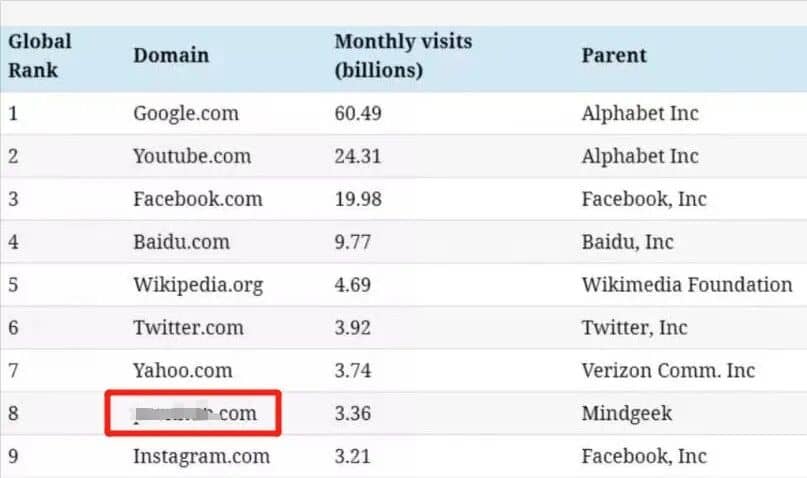 Global Rank Domain Monthly visits (billions) Parent
1 Google.com 60.49 Alphabet Inc
2 Youtube.com 24.31 Alphabet Inc
3 Facebook.com 19.98 Facebook, Inc
4 Baidu.com 9.77 Baidu, Inc
5 Wikipedia.org 4.69 Wikimedia Foundation
6 Twitter.com 3.92 Twitter, Inc
7 Yahoo.com 3.74 Verizon Comm. Inc
8 .com 3.36 Mindgeek
9 Instagram.com 3.21 Facebook, Inc